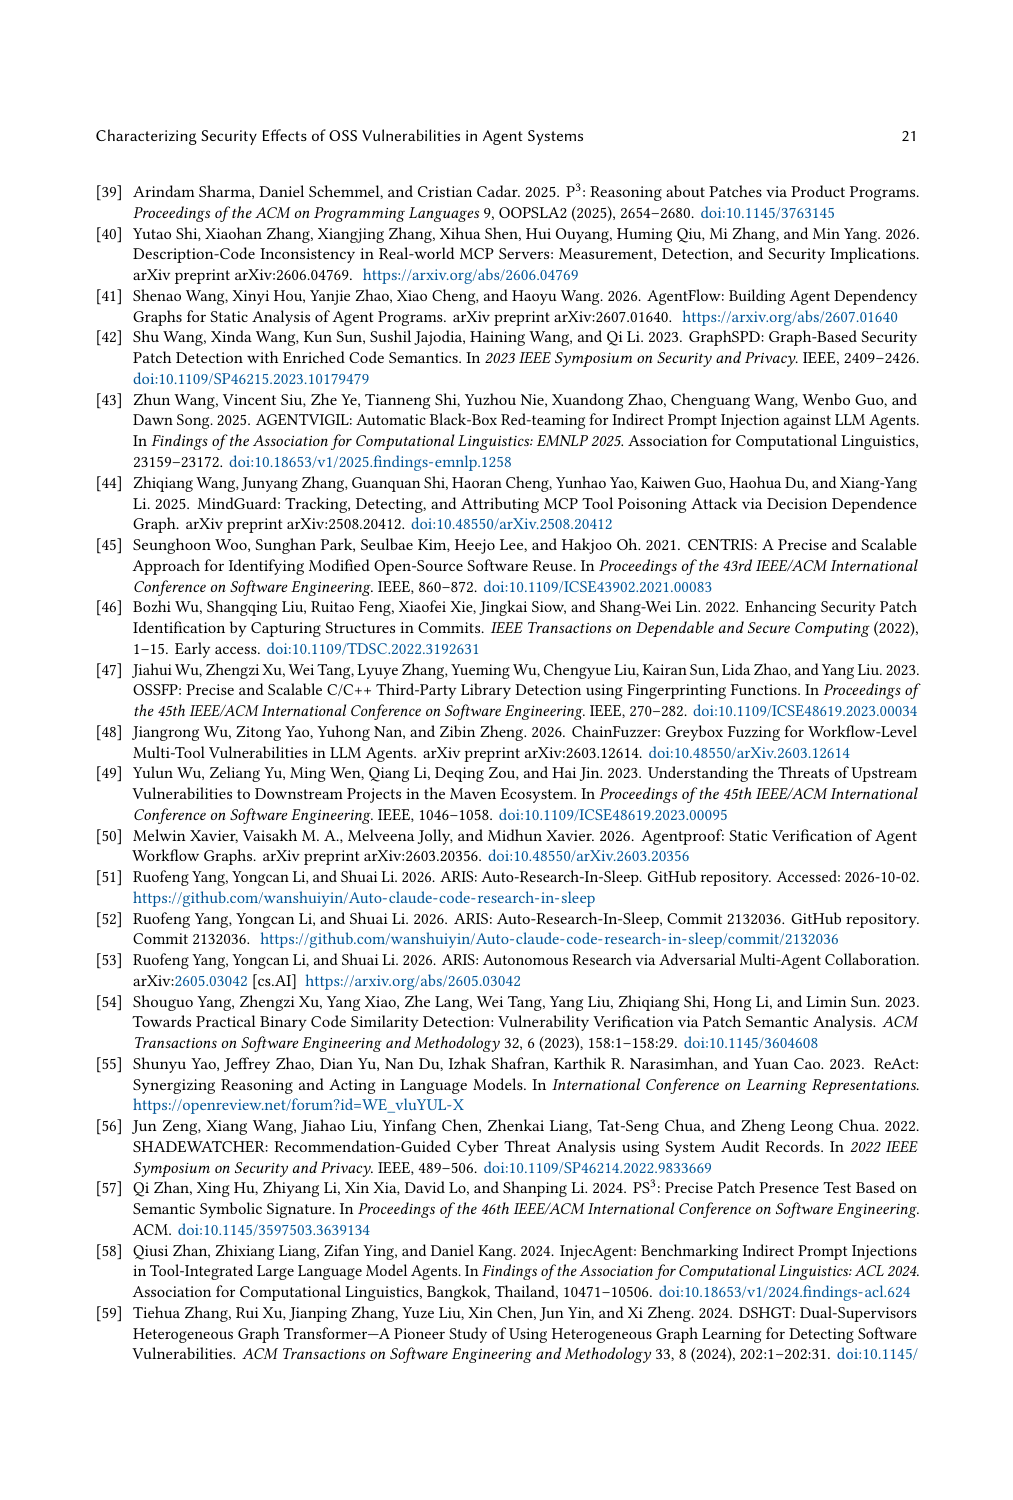 Characterizing Security Effects of OSS Vulnerabilities in Agent Systems 21
[39] Arindam Sharma, Daniel Schemmel, and Cristian Cadar. 2025. P³: Reasoning about Patches via Product Programs.
Proceedings of the ACM on Programming Languages 9, OOPSLA2 (2025), 2654–2680. doi:10.1145/3763145
[40] Yutao Shi, Xiaohan Zhang, Xiangjing Zhang, Xihua Shen, Hui Ouyang, Huming Qiu, Mi Zhang, and Min Yang. 2026.
Description-Code Inconsistency in Real-world MCP Servers: Measurement, Detection, and Security Implications.
arXiv preprint arXiv:2606.04769. https://arxiv.org/abs/2606.04769
[41] Shenao Wang, Xinyi Hou, Yanjie Zhao, Xiao Cheng, and Haoyu Wang. 2026. AgentFlow: Building Agent Dependency
Graphs for Static Analysis of Agent Programs. arXiv preprint arXiv:2607.01640. https://arxiv.org/abs/2607.01640
[42] Shu Wang, Xinda Wang, Kun Sun, Sushil Jajodia, Haining Wang, and Qi Li. 2023. GraphSPD: Graph-Based Security
Patch Detection with Enriched Code Semantics. In 2023 IEEE Symposium on Security and Privacy. IEEE, 2409–2426.
doi:10.1109/SP46215.2023.10179479
[43] Zhun Wang, Vincent Siu, Zhe Ye, Tianneng Shi, Yuzhou Nie, Xuandong Zhao, Chenguang Wang, Wenbo Guo, and
Dawn Song. 2025. AGENTVIGIL: Automatic Black-Box Red-teaming for Indirect Prompt Injection against LLM Agents.
In Findings of the Association for Computational Linguistics: EMNLP 2025. Association for Computational Linguistics,
23159–23172. doi:10.18653/v1/2025.findings-emnlp.1258
[44] Zhiqiang Wang, Junyang Zhang, Guanquan Shi, Haoran Cheng, Yunhao Yao, Kaiwen Guo, Haohua Du, and Xiang-Yang
Li. 2025. MindGuard: Tracking, Detecting, and Attributing MCP Tool Poisoning Attack via Decision Dependence
Graph. arXiv preprint arXiv:2508.20412. doi:10.48550/arXiv.2508.20412
[45] Seunghoon Woo, Sunghan Park, Seulbae Kim, Heejo Lee, and Hakjoo Oh. 2021. CENTRIS: A Precise and Scalable
Approach for Identifying Modified Open-Source Software Reuse. In Proceedings of the 43rd IEEE/ACM International
Conference on Software Engineering. IEEE, 860–872. doi:10.1109/ICSE43902.2021.00083
[46] Bozhi Wu, Shangqing Liu, Ruitao Feng, Xiaofei Xie, Jingkai Siow, and Shang-Wei Lin. 2022. Enhancing Security Patch
Identification by Capturing Structures in Commits. IEEE Transactions on Dependable and Secure Computing (2022),
1–15. Early access. doi:10.1109/TDSC.2022.3192631
[47] Jiahui Wu, Zhengzi Xu, Wei Tang, Lyuye Zhang, Yueming Wu, Chengyue Liu, Kairan Sun, Lida Zhao, and Yang Liu. 2023.
OSSFP: Precise and Scalable C/C++ Third-Party Library Detection using Fingerprinting Functions. In Proceedings of
the 45th IEEE/ACM International Conference on Software Engineering. IEEE, 270–282. doi:10.1109/ICSE48619.2023.00034
[48] Jiangrong Wu, Zitong Yao, Yuhong Nan, and Zibin Zheng. 2026. ChainFuzzer: Greybox Fuzzing for Workflow-Level
Multi-Tool Vulnerabilities in LLM Agents. arXiv preprint arXiv:2603.12614. doi:10.48550/arXiv.2603.12614
[49] Yulun Wu, Zeliang Yu, Ming Wen, Qiang Li, Deqing Zou, and Hai Jin. 2023. Understanding the Threats of Upstream
Vulnerabilities to Downstream Projects in the Maven Ecosystem. In Proceedings of the 45th IEEE/ACM International
Conference on Software Engineering. IEEE, 1046–1058. doi:10.1109/ICSE48619.2023.00095
[50] Melwin Xavier, Vaisakh M. A., Melveena Jolly, and Midhun Xavier. 2026. Agentproof: Static Verification of Agent
Workflow Graphs. arXiv preprint arXiv:2603.20356. doi:10.48550/arXiv.2603.20356
[51] Ruofeng Yang, Yongcan Li, and Shuai Li. 2026. ARIS: Auto-Research-In-Sleep. GitHub repository. Accessed: 2026-10-02.
https://github.com/wanshuiyin/Auto-claude-code-research-in-sleep
[52] Ruofeng Yang, Yongcan Li, and Shuai Li. 2026. ARIS: Auto-Research-In-Sleep, Commit 2132036. GitHub repository.
Commit 2132036. https://github.com/wanshuiyin/Auto-claude-code-research-in-sleep/commit/2132036
[53] Ruofeng Yang, Yongcan Li, and Shuai Li. 2026. ARIS: Autonomous Research via Adversarial Multi-Agent Collaboration.
arXiv:2605.03042 [cs.AI] https://arxiv.org/abs/2605.03042
[54] Shouguo Yang, Zhengzi Xu, Yang Xiao, Zhe Lang, Wei Tang, Yang Liu, Zhiqiang Shi, Hong Li, and Limin Sun. 2023.
Towards Practical Binary Code Similarity Detection: Vulnerability Verification via Patch Semantic Analysis. ACM
Transactions on Software Engineering and Methodology 32, 6 (2023), 158:1–158:29. doi:10.1145/3604608
[55] Shunyu Yao, Jeffrey Zhao, Dian Yu, Nan Du, Izhak Shafran, Karthik R. Narasimhan, and Yuan Cao. 2023. ReAct:
Synergizing Reasoning and Acting in Language Models. In International Conference on Learning Representations.
https://openreview.net/forum?id=WE_vluYUL-X
[56] Jun Zeng, Xiang Wang, Jiahao Liu, Yinfang Chen, Zhenkai Liang, Tat-Seng Chua, and Zheng Leong Chua. 2022.
SHADEWATCHER: Recommendation-Guided Cyber Threat Analysis using System Audit Records. In 2022 IEEE
Symposium on Security and Privacy. IEEE, 489–506. doi:10.1109/SP46214.2022.9833669
[57] Qi Zhan, Xing Hu, Zhiyang Li, Xin Xia, David Lo, and Shanping Li. 2024. PS³: Precise Patch Presence Test Based on
Semantic Symbolic Signature. In Proceedings of the 46th IEEE/ACM International Conference on Software Engineering.
ACM. doi:10.1145/3597503.3639134
[58] Qiusi Zhan, Zhixiang Liang, Zifan Ying, and Daniel Kang. 2024. InjecAgent: Benchmarking Indirect Prompt Injections
in Tool-Integrated Large Language Model Agents. In Findings of the Association for Computational Linguistics: ACL 2024.
Association for Computational Linguistics, Bangkok, Thailand, 10471–10506. doi:10.18653/v1/2024.findings-acl.624
[59] Tiehua Zhang, Rui Xu, Jianping Zhang, Yuze Liu, Xin Chen, Jun Yin, and Xi Zheng. 2024. DSHGT: Dual-Supervisors
Heterogeneous Graph Transformer—A Pioneer Study of Using Heterogeneous Graph Learning for Detecting Software
Vulnerabilities. ACM Transactions on Software Engineering and Methodology 33, 8 (2024), 202:1–202:31. doi:10.1145/